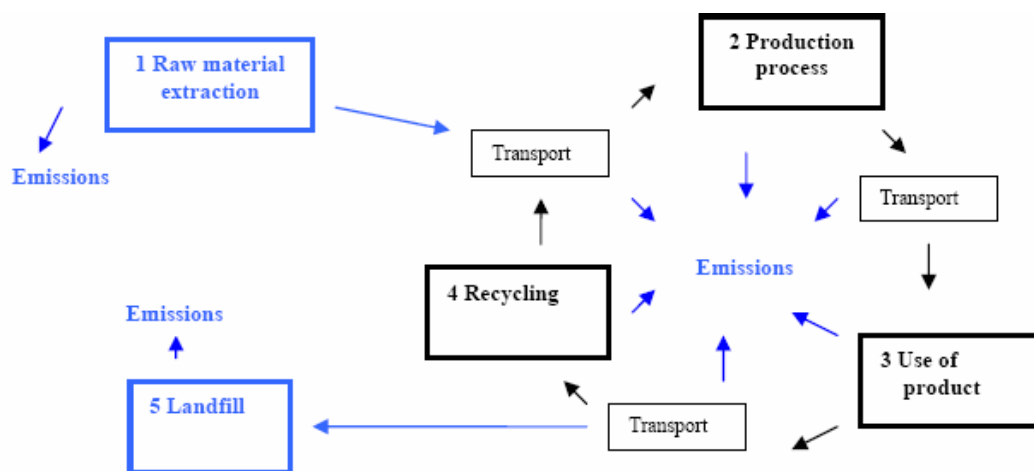 1 Raw material
extraction
2 Production
process
Transport
Emissions
Transport
Emissions
4 Recycling
Emissions
3 Use of
product
5 Landfill
Transport